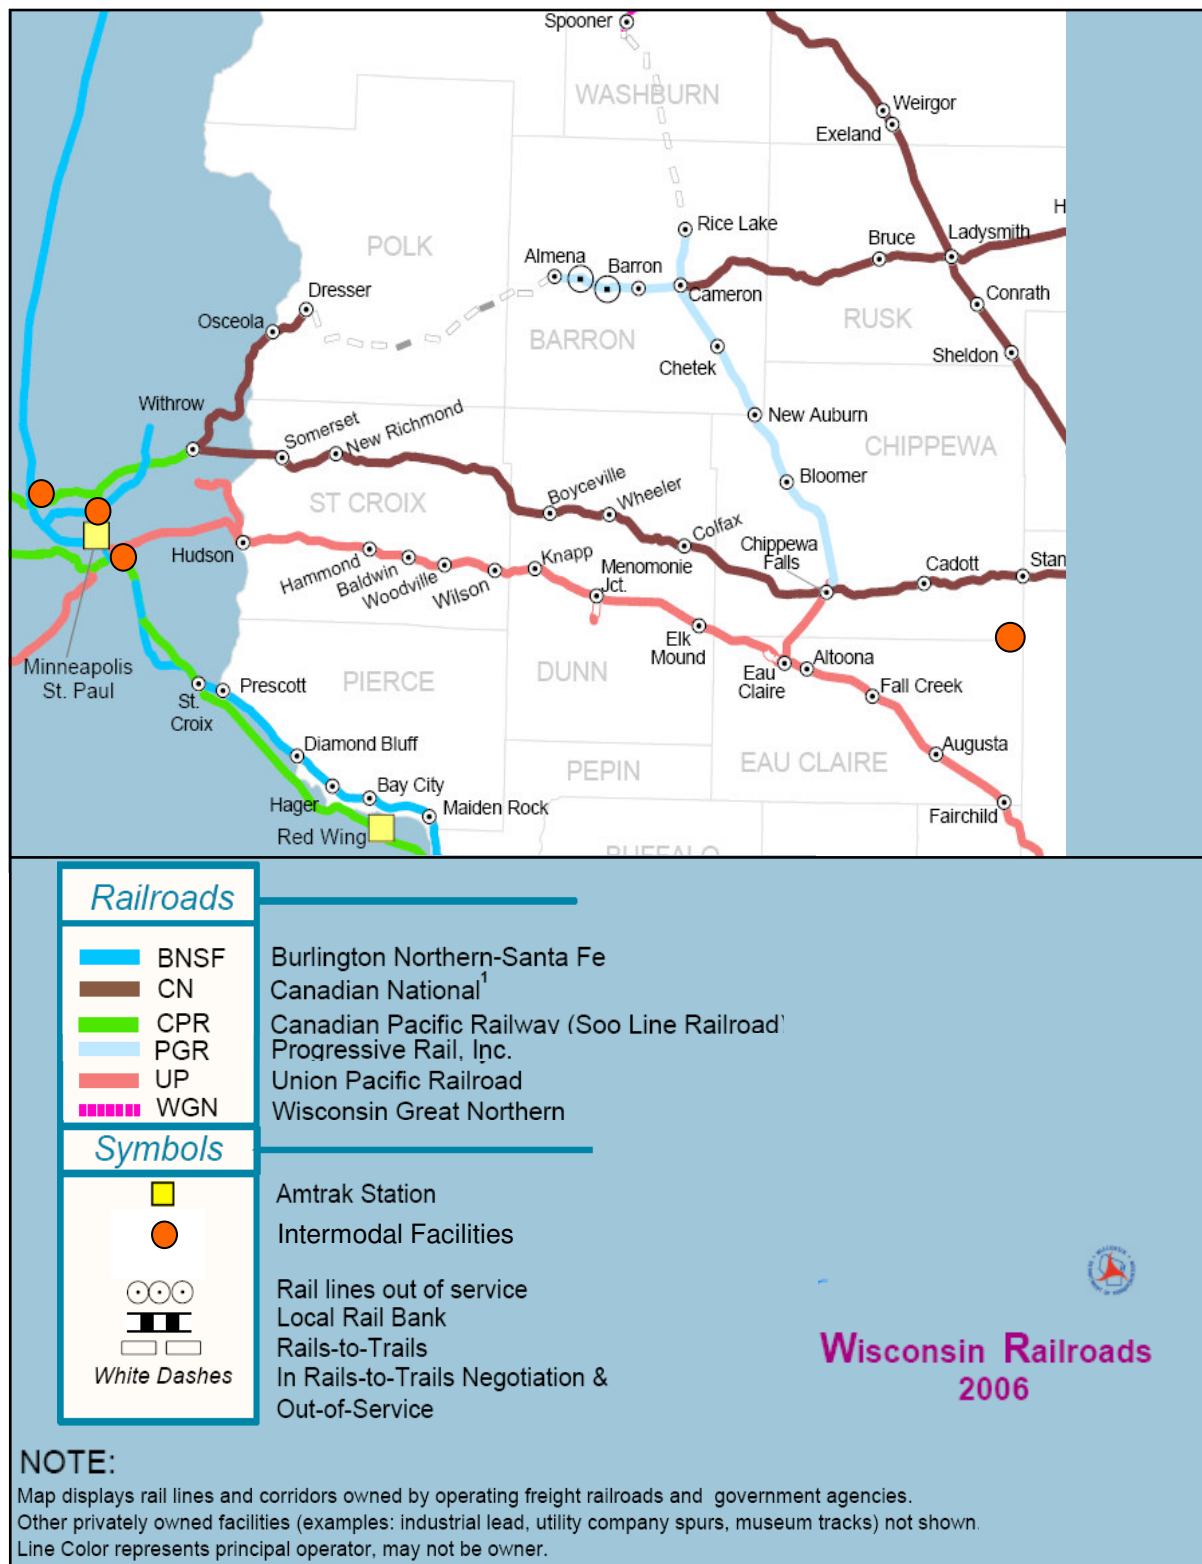 Spooner
WASHBURN
Weirgor
Exeland
Rice Lake
H
POLK
Bruce
Ladysmith
Almena
Barron
Cameron
Dresser
Conrath
Osceola
RUSK
BARRON
Sheldon
Chetek
Withrow
New Auburn
Somerset
New Richmond
CHIPPEWA
Bloomer
Boyceville
Wheeler
ST CROIX
Colfax
Chippewa
Falls
Hudson
Hammond
Baldwin
Woodville
Wilson
Knapp
Menomonie
Jct.
Cadott
Stan
Elk
Mound
Minneapolis
St. Paul
Eau
Claire
Altoona
DUNN
PIERCE
Prescott
St.
Croix
Fall Creek
Diamond Bluff
Augusta
EAU CLAIRE
PEPIN
Bay City
Hager
Maiden Rock
Fairchild
Red Wing
BUFFALO
Railroads
BNSF Burlington Northern-Santa Fe
CN Canadian National1
CPR Canadian Pacific Railway (Soo Line Railroad)
PGR Progressive Rail, Inc.
UP Union Pacific Railroad
WGN Wisconsin Great Northern
Symbols
Amtrak Station
Intermodal Facilities
Rail lines out of service
Local Rail Bank
Rails-to-Trails
White Dashes In Rails-to-Trails Negotiation &
Out-of-Service
Wisconsin Railroads
2006
NOTE:
Map displays rail lines and corridors owned by operating freight railroads and government agencies.
Other privately owned facilities (examples: industrial lead, utility company spurs, museum tracks) not shown.
Line Color represents principal operator, may not be owner.